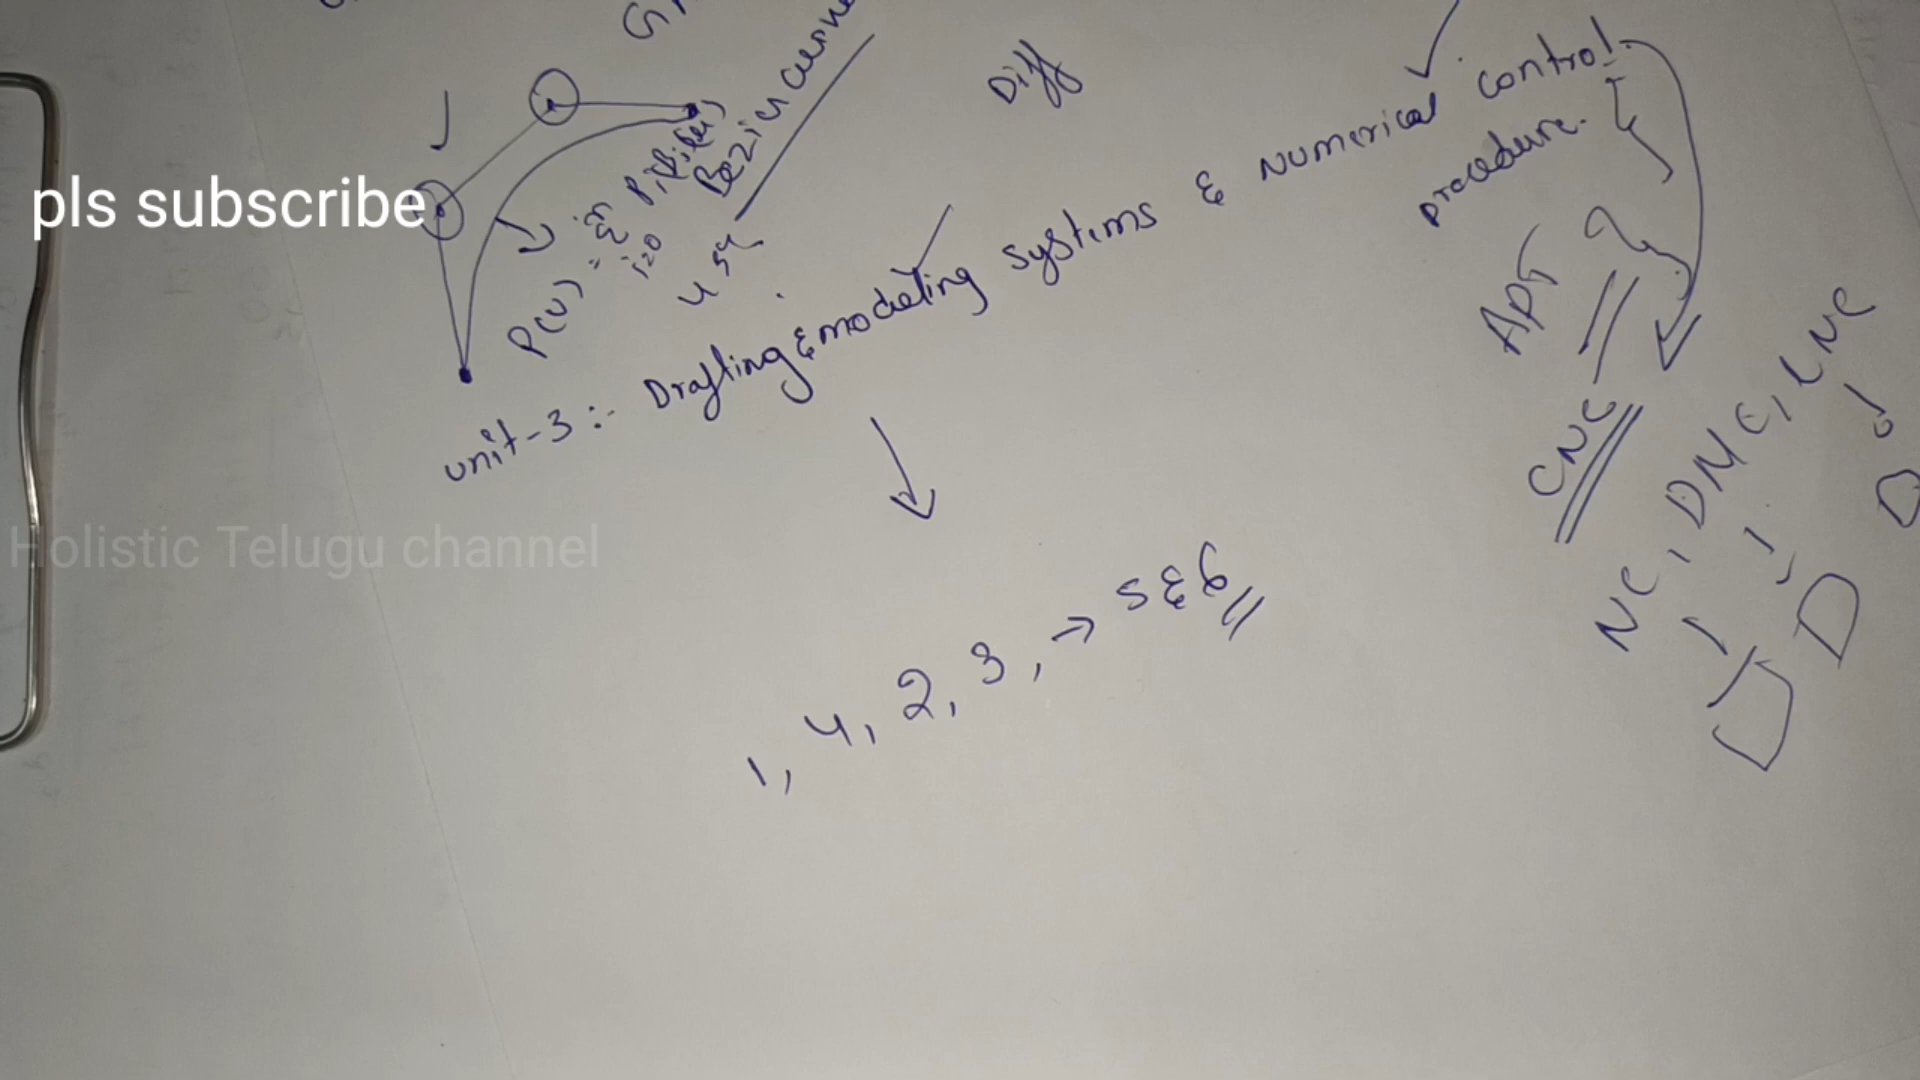 Diff
Bezier curve
pls subscribe
P(u) =
i=0
unit-3 :- Drafting & modeling systems & Numerical control
procedure.
APT
CNC
NC, DNC, CNC
Holistic Telugu channel
1, 4, 2, 3, → 5 & 6